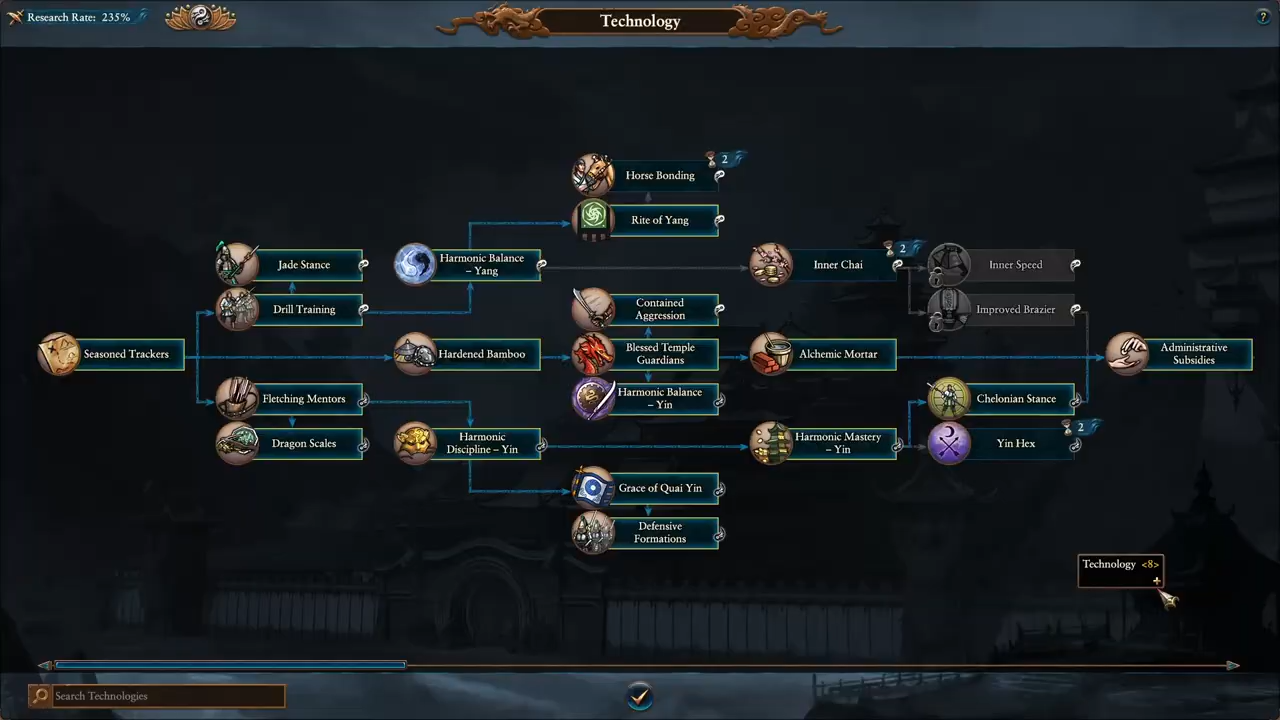 Research Rate: 235%
Technology
?
Horse Bonding
2
Rite of Yang
Jade Stance
Harmonic Balance
– Yang
Inner Chai
2
Inner Speed
Drill Training
Contained
Aggression
Improved Brazier
Seasoned Trackers
Hardened Bamboo
Blessed Temple
Guardians
Alchemic Mortar
Administrative
Subsidies
Fletching Mentors
Harmonic Balance
– Yin
Chelonian Stance
Dragon Scales
Harmonic
Discipline – Yin
Harmonic Mastery
– Yin
Yin Hex
2
Grace of Quai Yin
Defensive
Formations
Technology <8>
+
Search Technologies